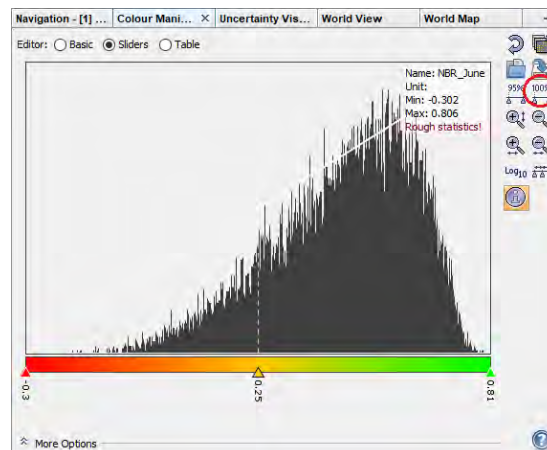 Navigation - [1] ... Colour Mani... × Uncertainty Vis... World View World Map
Editor: Basic Sliders Table
Name: NBR_June
Unit:
Min: -0.302
Max: 0.806
Rough statistics!
95% 100%
Log10
-0.3 0.25 0.81
More Options